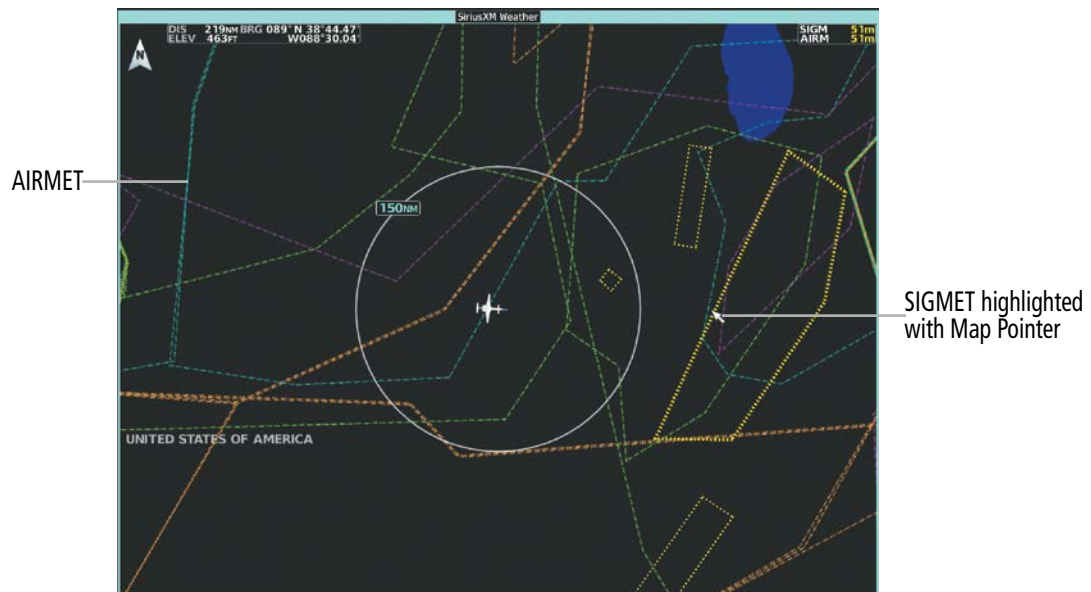 SiriusXM Weather
DIS 219NM BRG 089° N 38°44.47'
ELEV 463FT W088°30.04'
SIGM 51m
AIRM 51m
N
AIRMET
150NM
SIGMET highlighted
with Map Pointer
UNITED STATES OF AMERICA